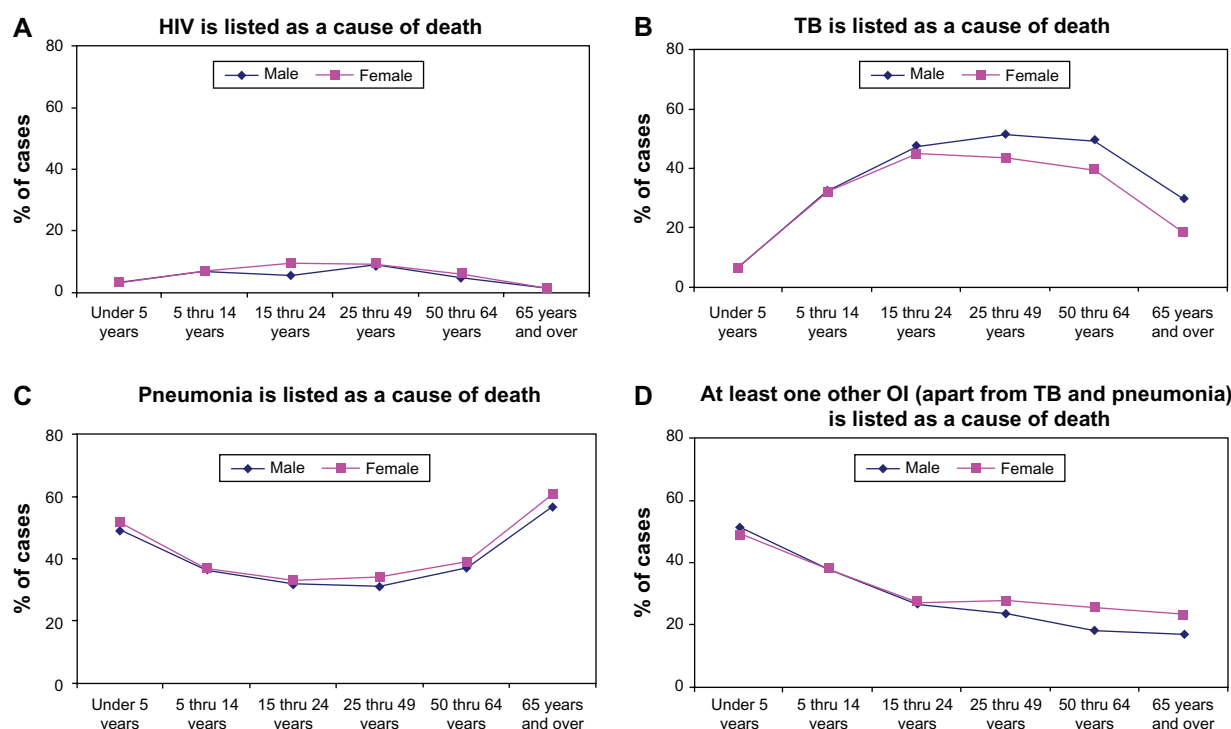 A
HIV is listed as a cause of death
Male
Female
% of cases
80
60
40
20
0
Under 5 5 thru 14 15 thru 24 25 thru 49 50 thru 64 65 years
years years years years years and over
B
TB is listed as a cause of death
Male
Female
% of cases
80
60
40
20
0
Under 5 5 thru 14 15 thru 24 25 thru 49 50 thru 64 65 years
years years years years years and over
C
Pneumonia is listed as a cause of death
Male
Female
% of cases
80
60
40
20
0
Under 5 5 thru 14 15 thru 24 25 thru 49 50 thru 64 65 years
years years years years years and over
D
At least one other OI (apart from TB and pneumonia)
is listed as a cause of death
Male
Female
% of cases
80
60
40
20
0
Under 5 5 thru 14 15 thru 24 25 thru 49 50 thru 64 65 years
years years years years years and over